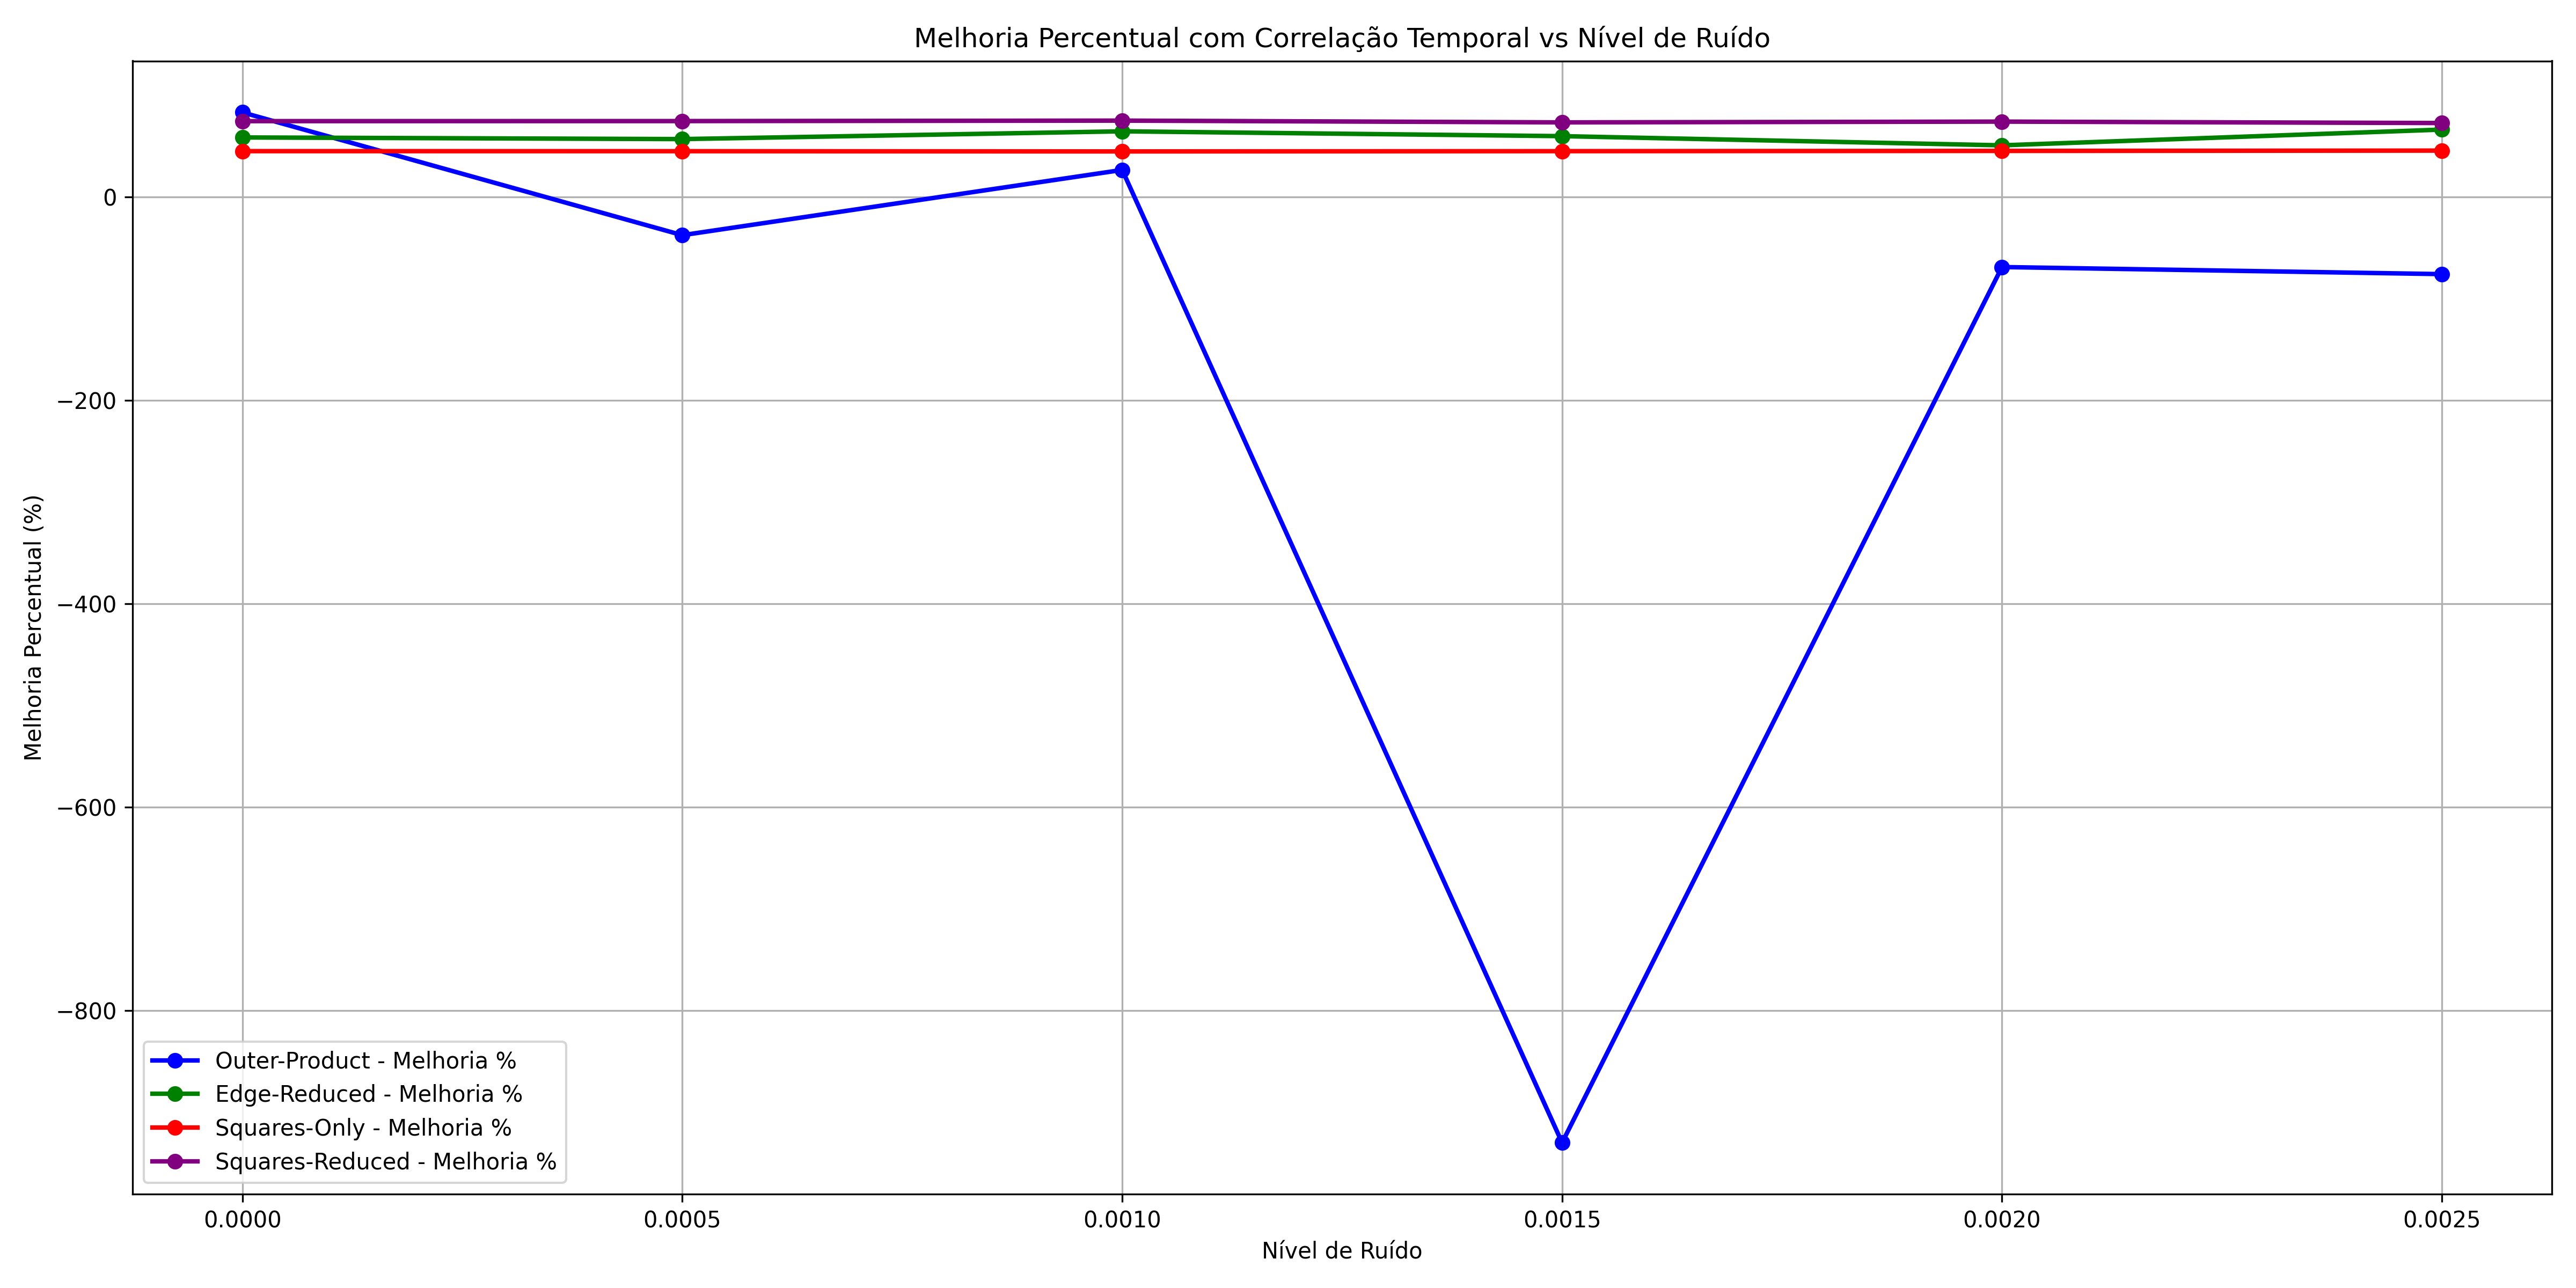 Melhoria Percentual com Correlação Temporal vs Nível de Ruído
Melhoria Percentual (%)
0
−200
−400
−600
−800
Outer-Product - Melhoria %
Edge-Reduced - Melhoria %
Squares-Only - Melhoria %
Squares-Reduced - Melhoria %
0.0000 0.0005 0.0010 0.0015 0.0020 0.0025
Nível de Ruído